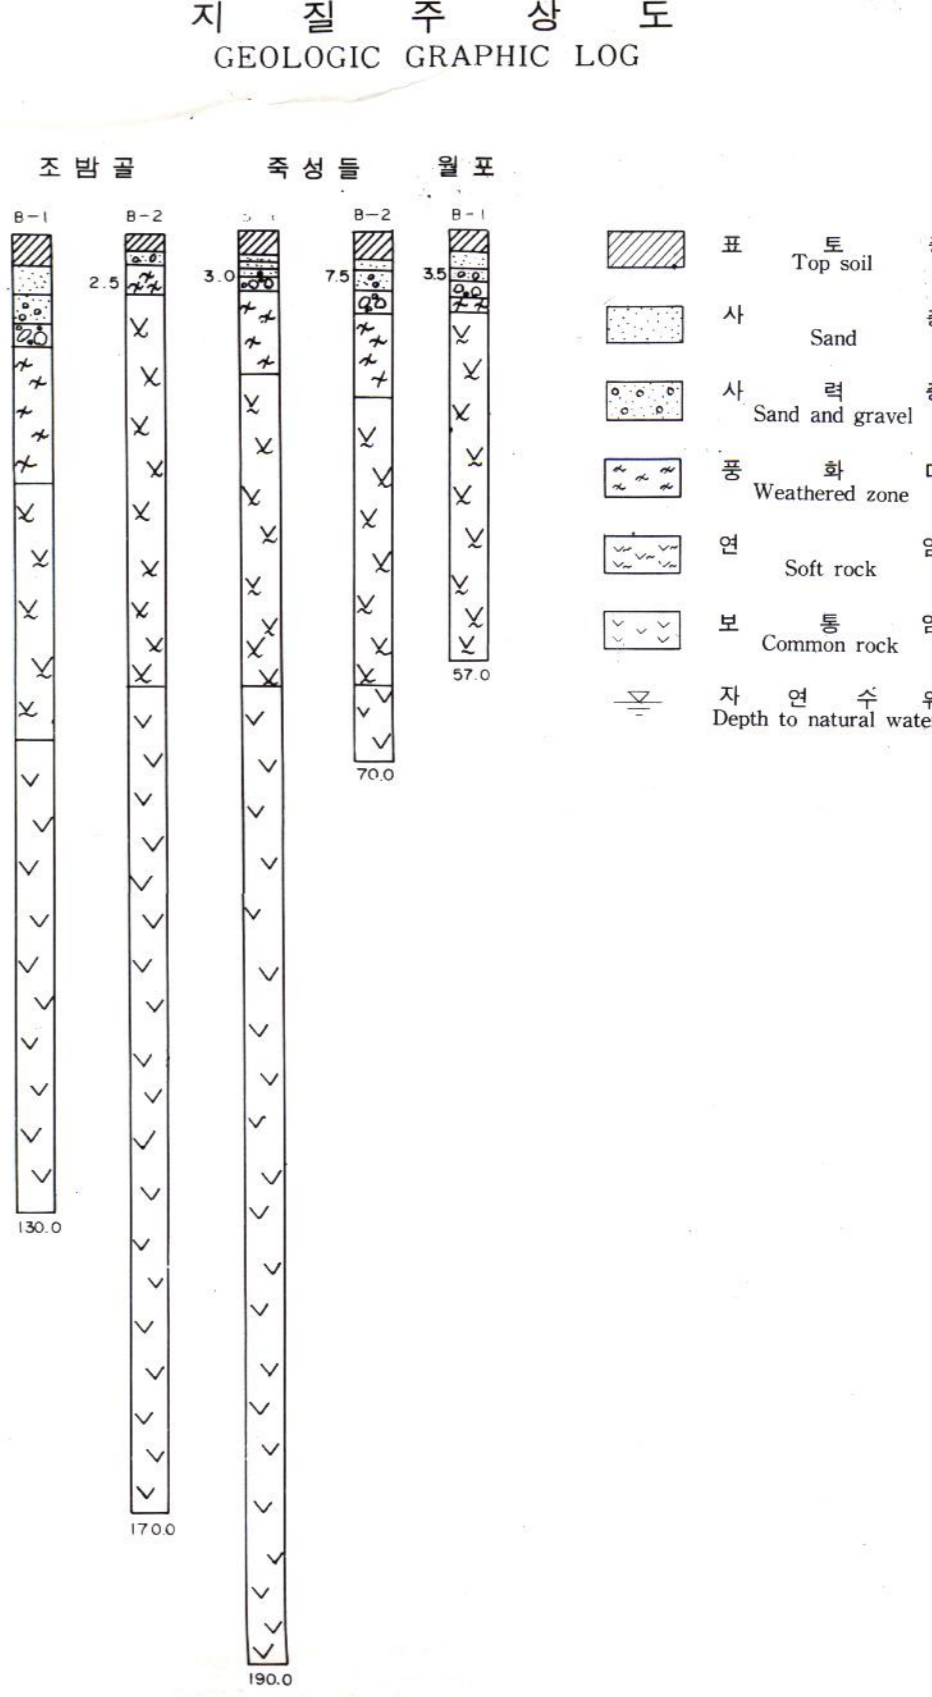 지 질 주 상 도
GEOLOGIC GRAPHIC LOG
조 밤 골 죽 성 들 월 포
B-1 B-2 B-2 B-1
2.5 3.0 7.5 3.5
130.0
170.0
190.0
70.0
57.0
표 토
Top soil
사
Sand
사 력
Sand and gravel
풍 화
Weathered zone
연
Soft rock
보 통
Common rock
자 연 수
Depth to natural water